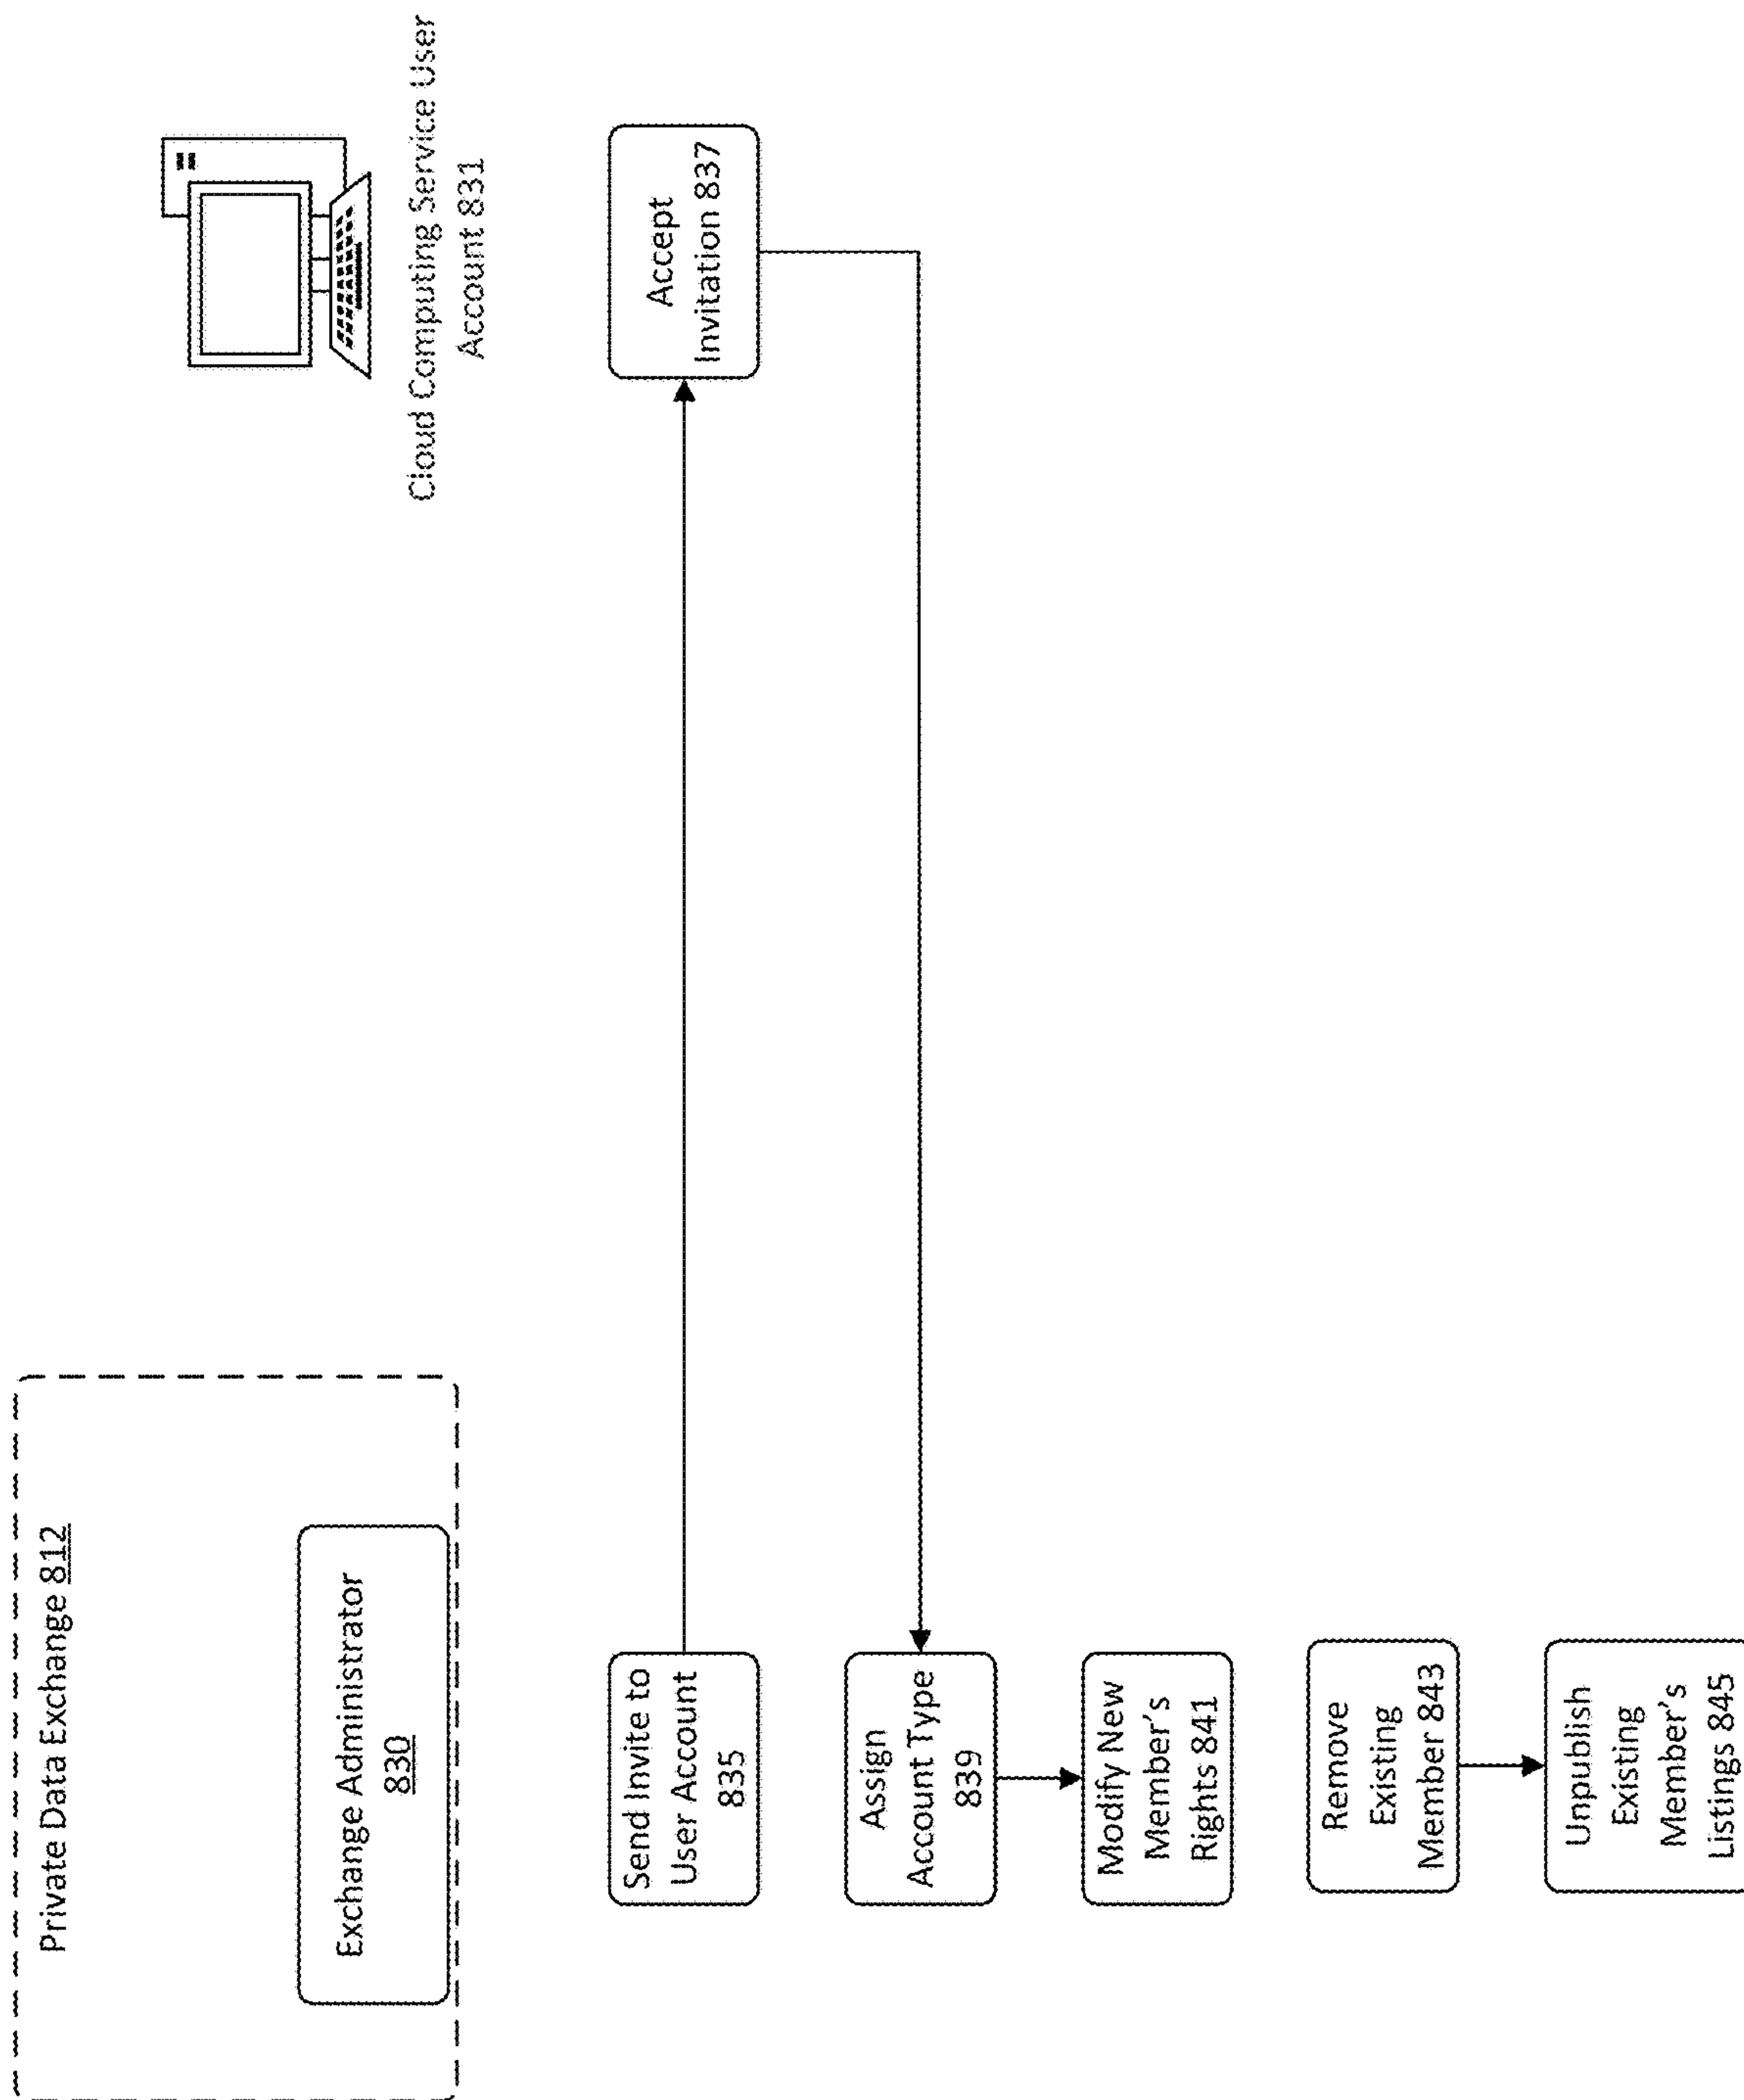 Private Data Exchange 812
Exchange Administrator
830
Cloud Computing Service User
Account 831
Send Invite to
User Account
835
Accept
Invitation 837
Assign
Account Type
839
Modify New
Member's
Rights 841
Remove
Existing
Member 843
Unpublish
Existing
Member's
Listings 845